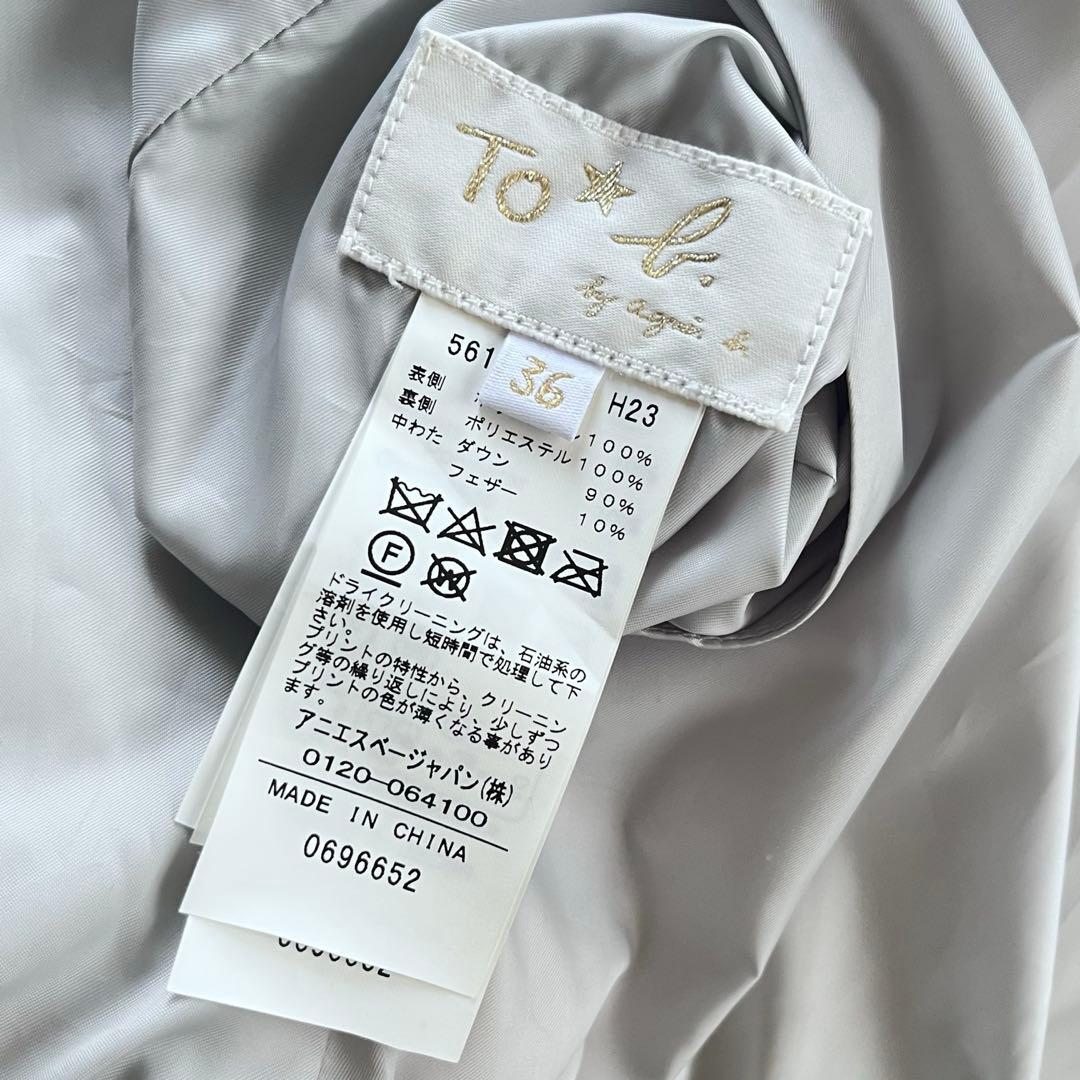 To★b.
by agnès b.
36
561
H23
表側 100%
裏側 ポリエステル 100%
中わた ダウン 90%
フェザー 10%
F
W
ドライクリーニングは、石油系の
溶剤を使用し短時間で処理して下
さい。
プリントの特性から、クリーニン
グ等の繰り返しにより、少しずつ
プリントの色が薄くなる事があり
ます。
アニエスベージャパン(株)
0120-064100
MADE IN CHINA
0696652